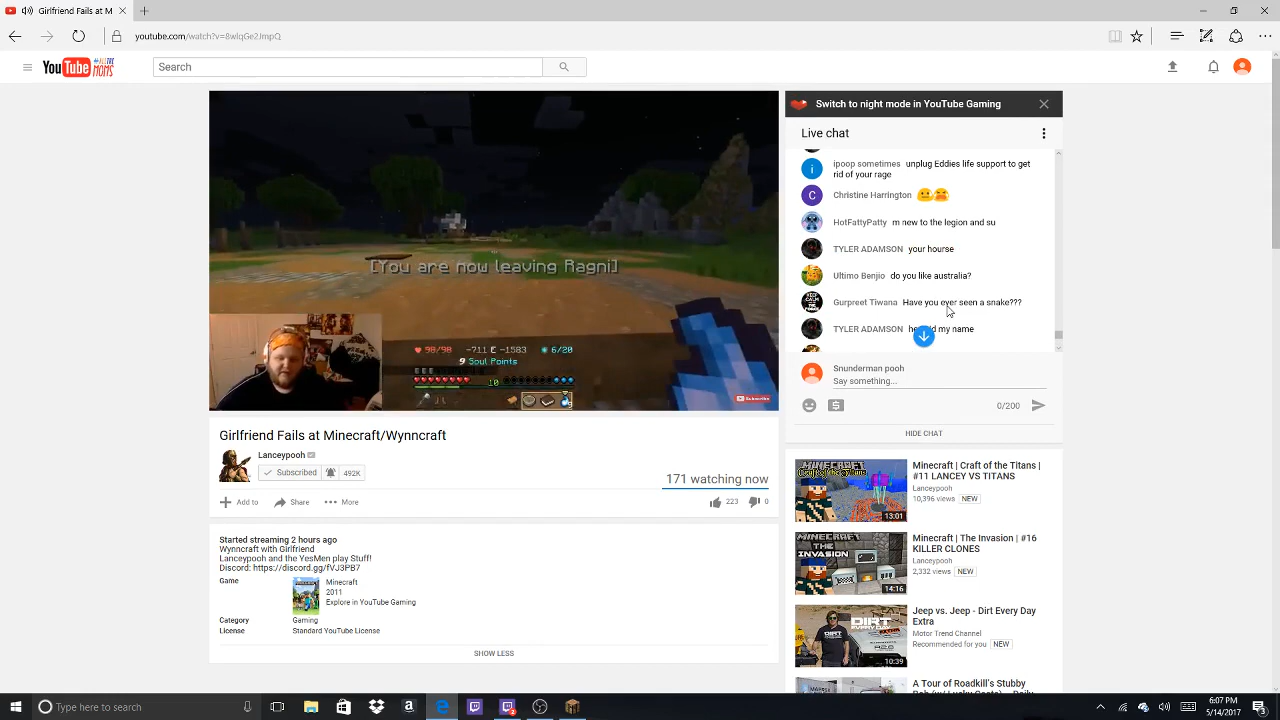 Girlfriend Fails at M
youtube.com/watch?v=8wlqGe2JmpQ
YouTube
#ALLTHE
MOMS
Search
Switch to night mode in YouTube Gaming
Live chat
ipoop sometimes unplug Eddies life support to get
rid of your rage
Christine Harrington
HotFattyPatty m new to the legion and su
TYLER ADAMSON your hourse
Ultimo Benjio do you like australia?
Gurpreet Tiwana Have you ever seen a snake???
TYLER ADAMSON my name
Snunderman pooh
Say something...
0/200
HIDE CHAT
[You are now leaving Ragni]
98/98 -711 E -1583 6/20
9 Soul Points
10
Subscribe
Girlfriend Fails at Minecraft/Wynncraft
Lanceypooh
Subscribed 492K
171 watching now
Add to Share More
223 0
Started streaming 2 hours ago
Wynncraft with Girlfriend
Lanceypooh and the YesMen play Stuff!
Discord: https://discord.gg/fVJ3PB7
Game
Minecraft
2011
Explore in YouTube Gaming
Category Gaming
License Standard YouTube License
SHOW LESS
Minecraft | Craft of the Titans |
#11 LANCEY VS TITANS
Lanceypooh
10,396 views NEW
13:01
Minecraft | The Invasion | #16
KILLER CLONES
Lanceypooh
2,332 views NEW
MINECRAFT
THE
INVASION
14:16
Jeep vs. Jeep - Dirt Every Day
Extra
Motor Trend Channel
Recommended for you NEW
DIRT
10:39
A Tour of Roadkill's Stubby
Type here to search
6:07 PM
5/14/2017